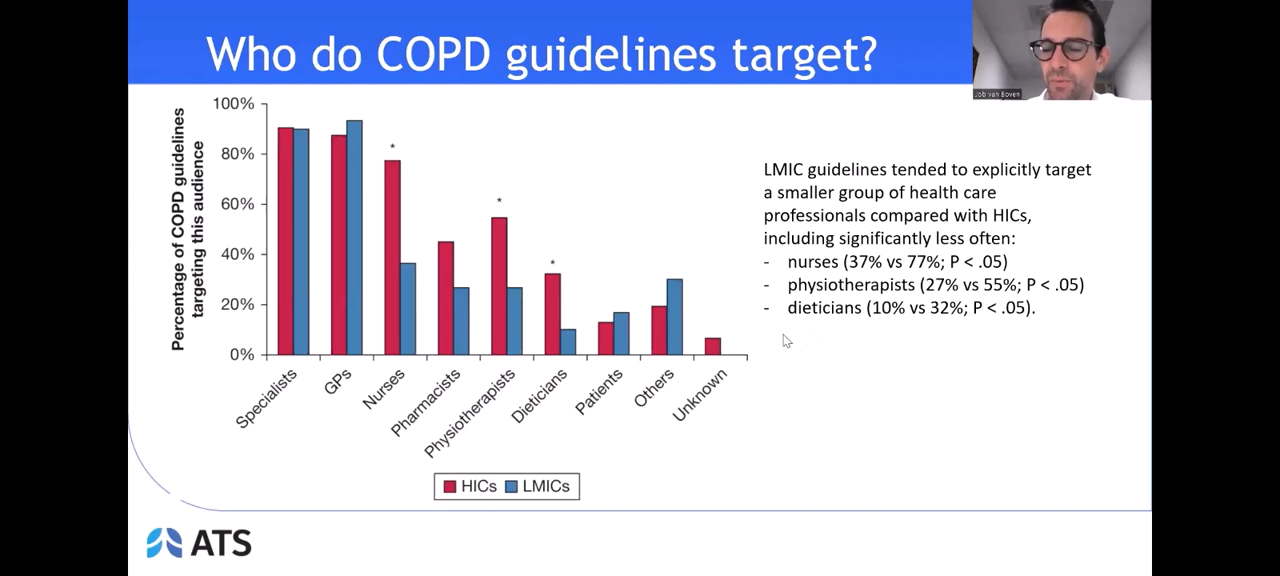 Who do COPD guidelines target?
Job van Boven
Percentage of COPD guidelines
targeting this audience
100%
80%
60%
40%
20%
0%
*
*
*
Specialists
GPs
Nurses
Pharmacists
Physiotherapists
Dieticians
Patients
Others
Unknown
HICs LMICs
LMIC guidelines tended to explicitly target
a smaller group of health care
professionals compared with HICs,
including significantly less often:
- nurses (37% vs 77%; P < .05)
- physiotherapists (27% vs 55%; P < .05)
- dieticians (10% vs 32%; P < .05).
ATS